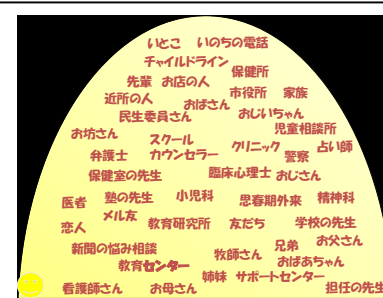 いとこ いのちの電話
チャイルドライン
先輩 お店の人 保健所
近所の人 市役所 家族
おばさん
民生委員さん おじいちゃん
お坊さん 児童相談所
スクール
カウンセラー
弁護士 クリニック 警察 占い師
保健室の先生 臨床心理士 おじさん
医者 塾の先生 小児科 思春期外来 精神科
メル友
恋人 教育研究所 友だち 学校の先生
新聞の悩み相談 兄弟 お父さん
牧師さん おばあちゃん
教育センター
姉妹 サポートセンター
看護師さん お母さん 担任の先生